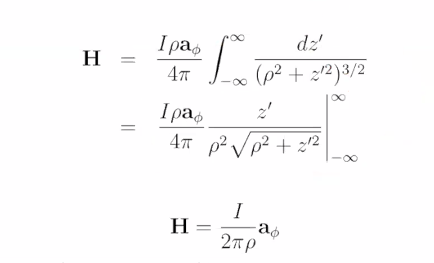 H = Iρa_ϕ/4π ∫_{-∞}^{∞} dz′/(ρ² + z′²)^{3/2}
= Iρa_ϕ/4π z′/ρ²√(ρ² + z′²) |_{-∞}^{∞}
H = I/2πρ a_ϕ